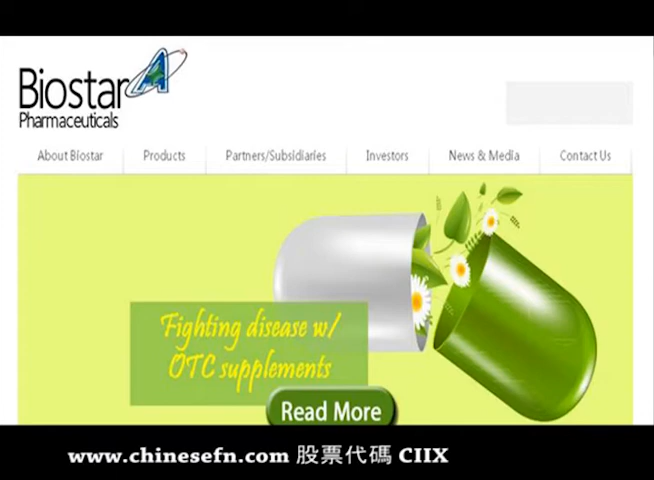 Biostar
Pharmaceuticals
About Biostar
Products
Partners/Subsidiaries
Investors
News & Media
Contact Us
Fighting disease w/
OTC supplements
Read More
www.chinesefn.com 股票代碼 CIIX